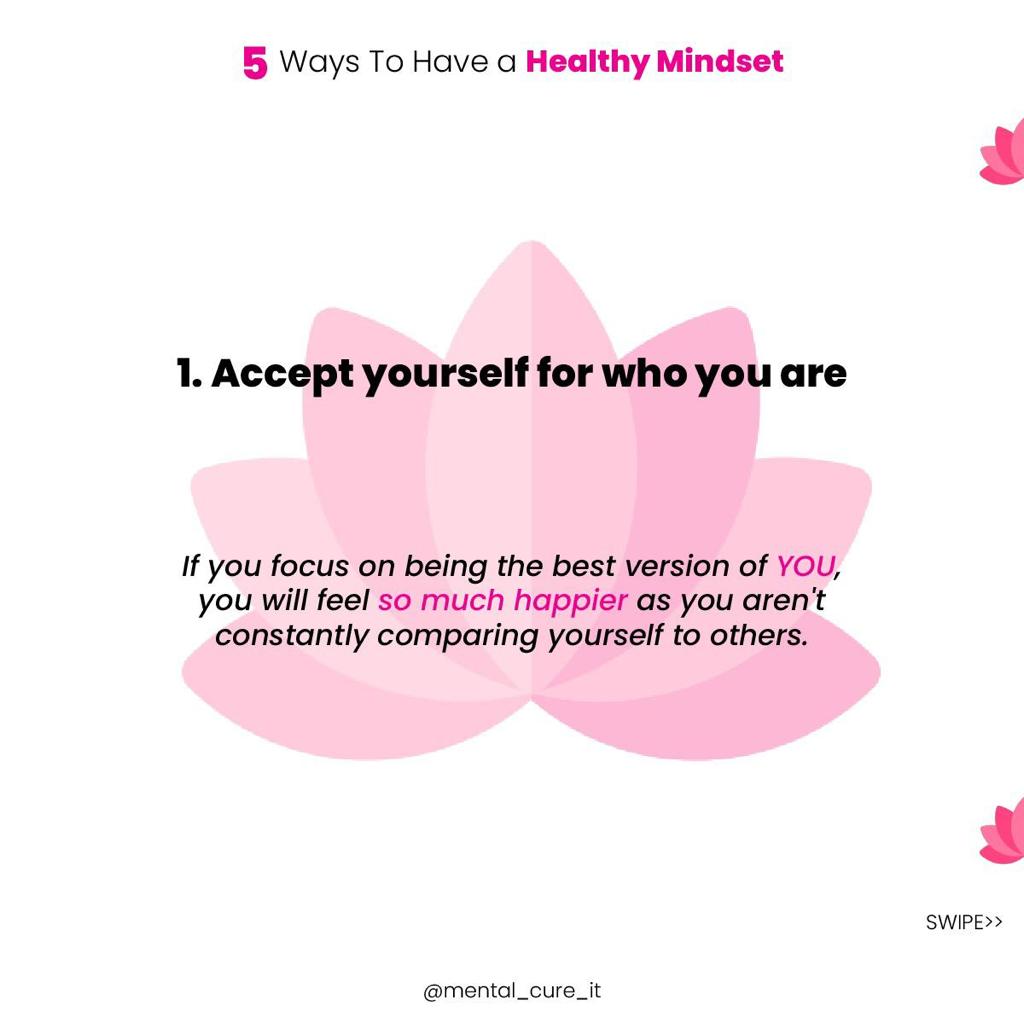 5 Ways To Have a Healthy Mindset
1. Accept yourself for who you are
If you focus on being the best version of YOU,
you will feel so much happier as you aren't
constantly comparing yourself to others.
SWIPE>>
@mental_cure_it